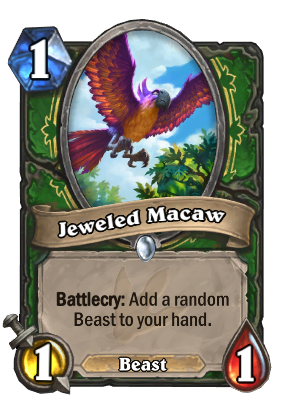 1
Jeweled Macaw
Battlecry: Add a random
Beast to your hand.
1
Beast
1